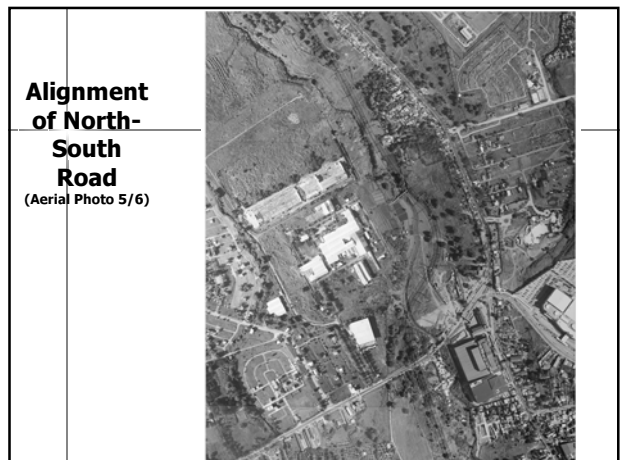 Alignment
of North-
South
Road
(Aerial Photo 5/6)